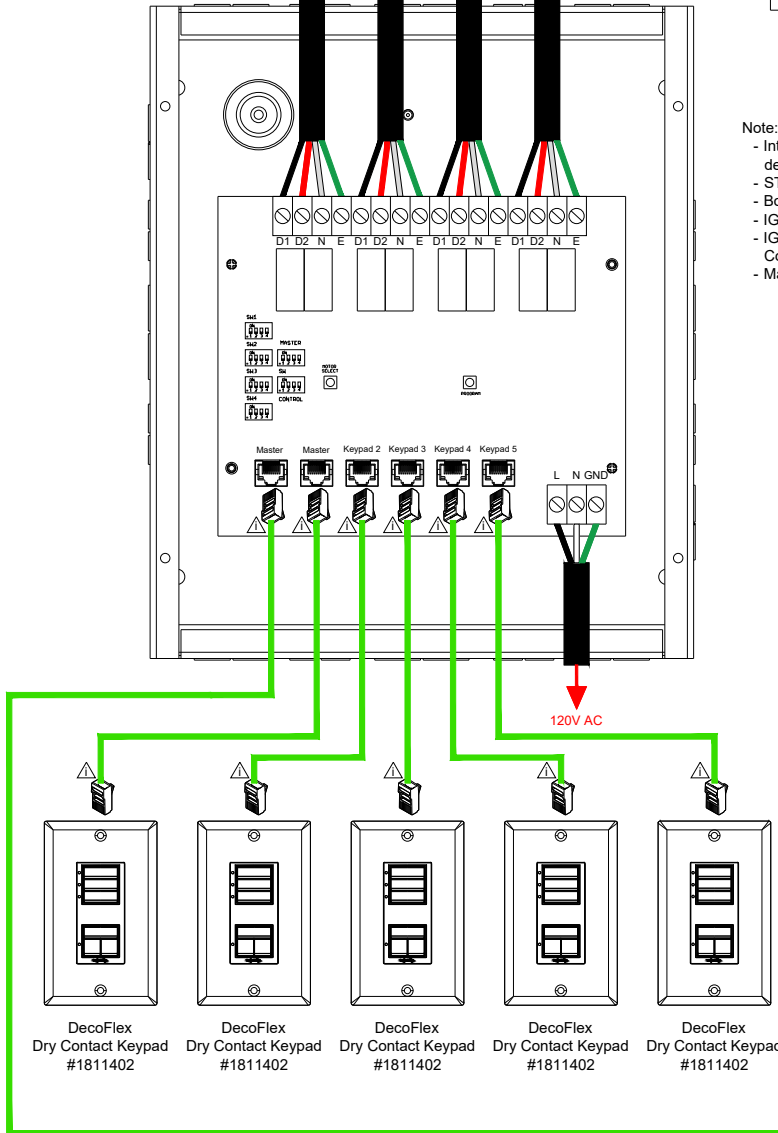 Note:
- Int
de
- ST
- Bo
- IG
- IG
Co
- Ma
D1 D2 N E D1 D2 N E D1 D2 N E D1 D2 N E
SW1
SW2 MASTER
SW3 SW
SW4 CONTROL
MOTOR
SELECT
PROGRAM
Master Master Keypad 2 Keypad 3 Keypad 4 Keypad 5
L N GND
120V AC
DecoFlex
Dry Contact Keypad
#1811402
DecoFlex
Dry Contact Keypad
#1811402
DecoFlex
Dry Contact Keypad
#1811402
DecoFlex
Dry Contact Keypad
#1811402
DecoFlex
Dry Contact Keypad
#1811402